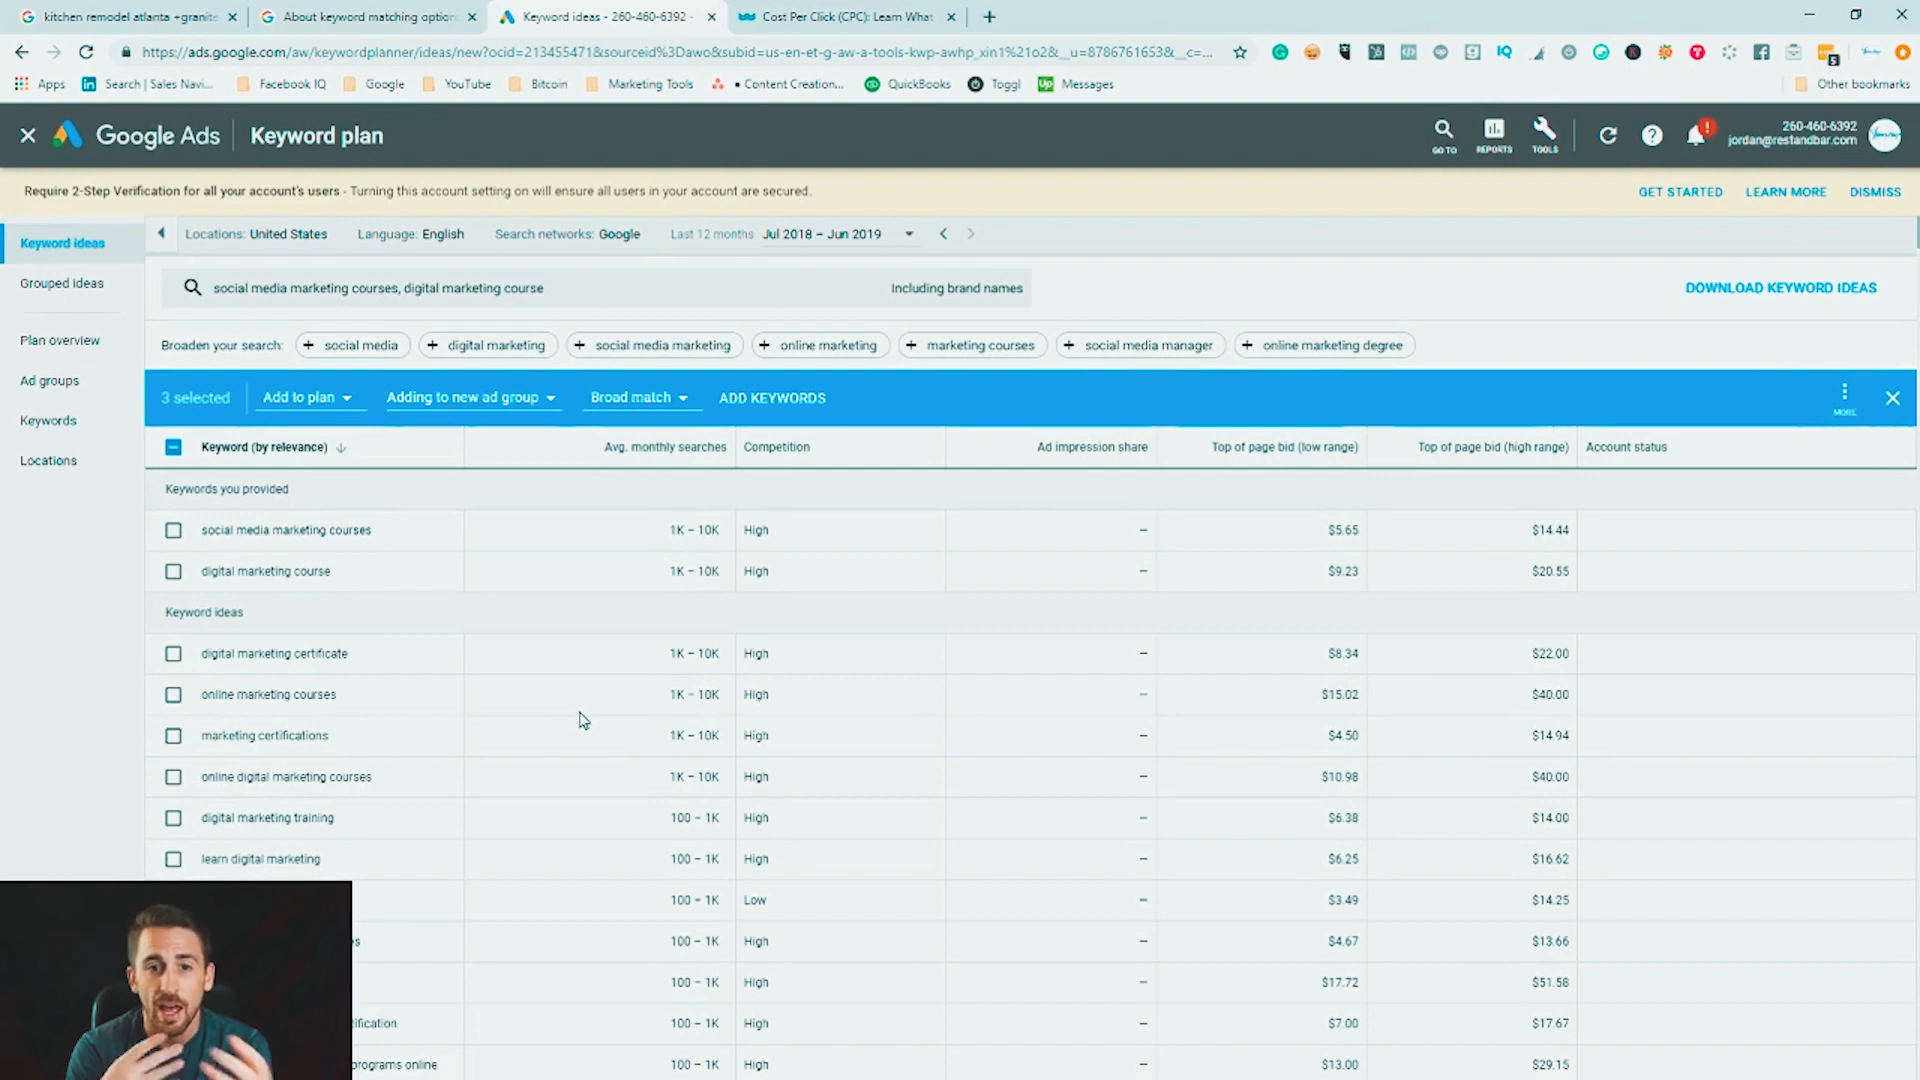 kitchen remodel atlanta +granite
About keyword matching option
Keyword ideas - 260-460-6392 -
Cost Per Click (CPC): Learn What
https://ads.google.com/aw/keywordplanner/ideas/new?ocid=213455471&sourceid%3Dawo&subid=us-en-et-g-aw-a-tools-kwp-awhp_xin1%21o2&__u=8786761653&__c=...
Apps
Search | Sales Navi...
Facebook IQ
Google
YouTube
Bitcoin
Marketing Tools
• Content Creation...
QuickBooks
Toggl
Messages
Other bookmarks
Google Ads
Keyword plan
GO TO
REPORTS
TOOLS
260-460-6392
jordan@restandbar.com
Require 2-Step Verification for all your account's users - Turning this account setting on will ensure all users in your account are secured.
GET STARTED
LEARN MORE
DISMISS
Keyword ideas
Grouped ideas
Plan overview
Ad groups
Keywords
Locations
Locations: United States
Language: English
Search networks: Google
Last 12 months Jul 2018 – Jun 2019
social media marketing courses, digital marketing course
Including brand names
DOWNLOAD KEYWORD IDEAS
Broaden your search:
+ social media
+ digital marketing
+ social media marketing
+ online marketing
+ marketing courses
+ social media manager
+ online marketing degree
3 selected
Add to plan
Adding to new ad group
Broad match
ADD KEYWORDS
MORE
Keyword (by relevance) Avg. monthly searches Competition Ad impression share Top of page bid (low range) Top of page bid (high range) Account status
Keywords you provided
social media marketing courses 1K – 10K High – $5.65 $14.44
digital marketing course 1K – 10K High – $9.23 $20.55
Keyword ideas
digital marketing certificate 1K – 10K High – $8.34 $22.00
online marketing courses 1K – 10K High – $15.02 $40.00
marketing certifications 1K – 10K High – $4.50 $14.94
online digital marketing courses 1K – 10K High – $10.98 $40.00
digital marketing training 100 – 1K High – $6.38 $14.00
learn digital marketing 100 – 1K High – $6.25 $16.62
100 – 1K Low – $3.49 $14.25
es 100 – 1K High – $4.67 $13.66
100 – 1K High – $17.72 $51.58
tification 100 – 1K High – $7.00 $17.67
programs online 100 – 1K High – $13.00 $29.15